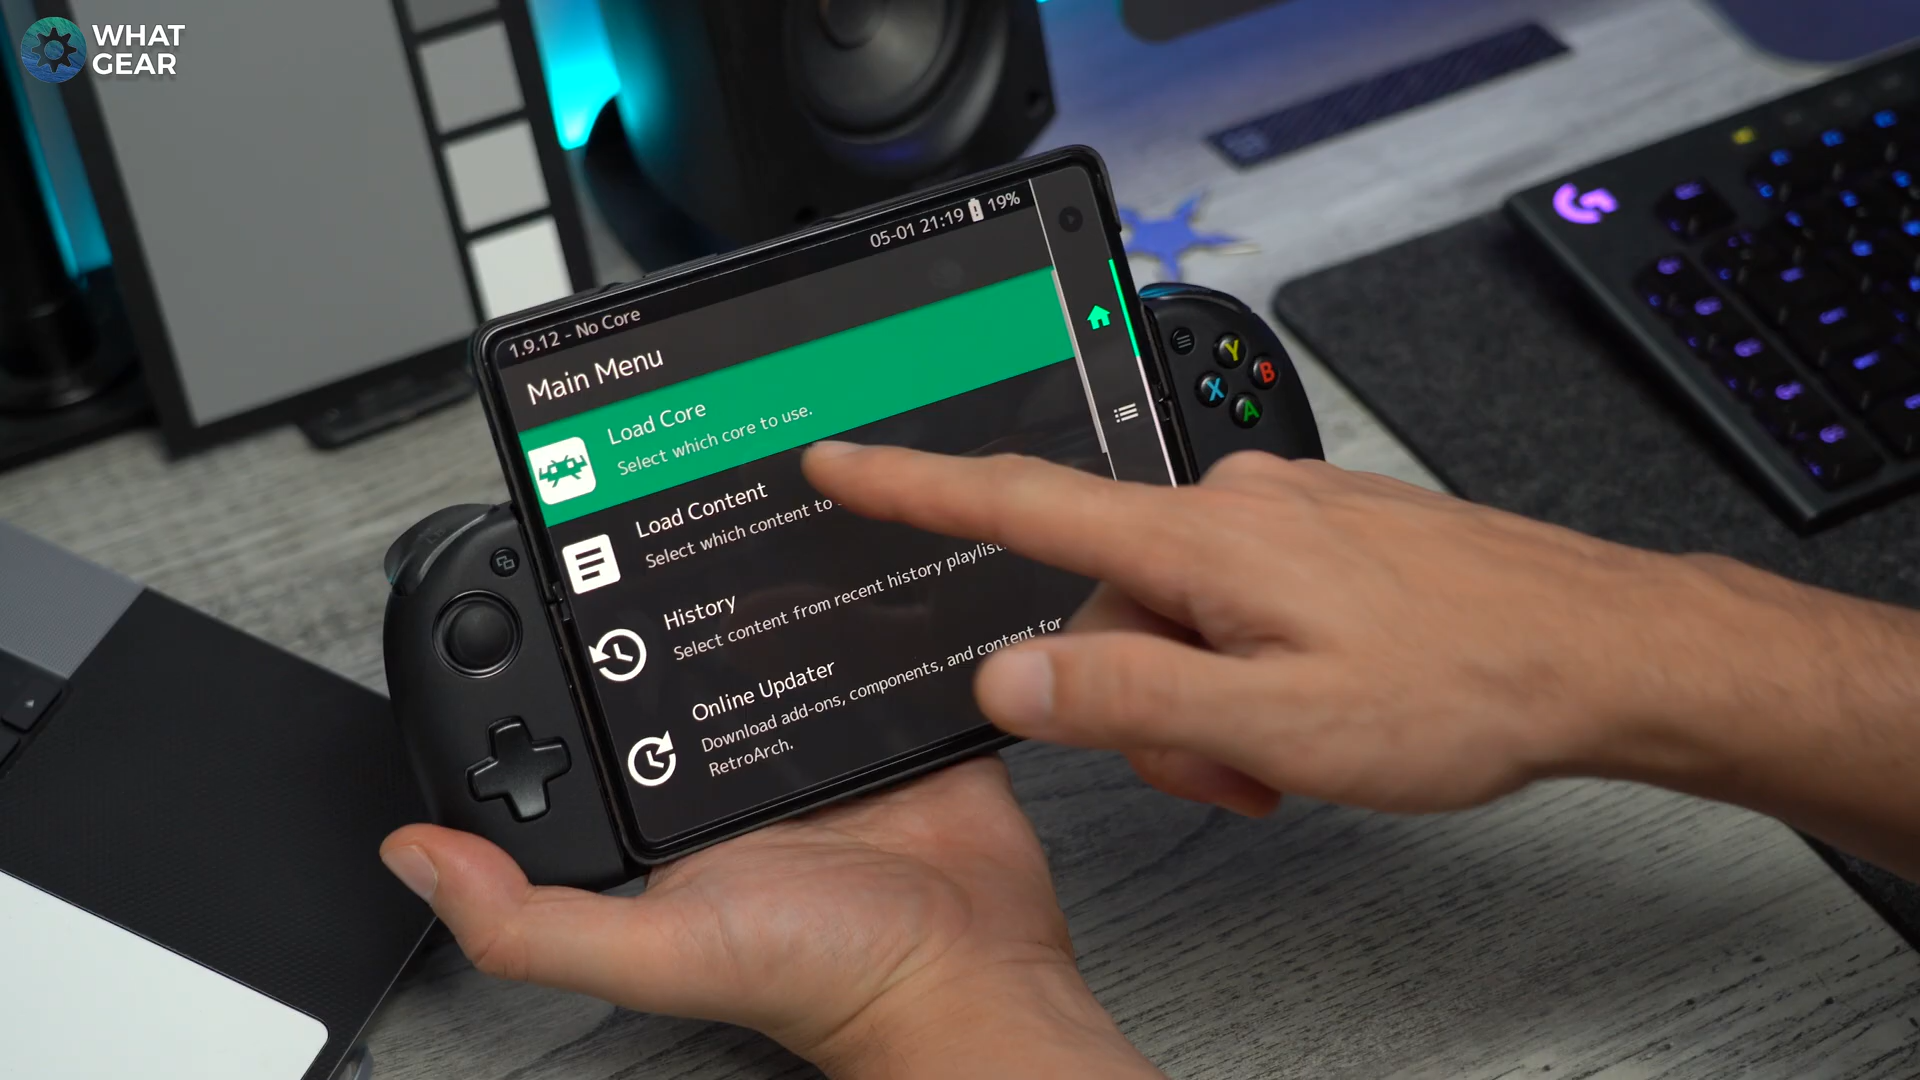 WHAT
GEAR
05-01 21:19 19%
1.9.12 - No Core
Main Menu
Load Core
Select which core to use.
Load Content
Select which content to
History
Select content from recent history playlist.
Online Updater
Download add-ons, components, and content for
RetroArch.
Y
B
X
A
G